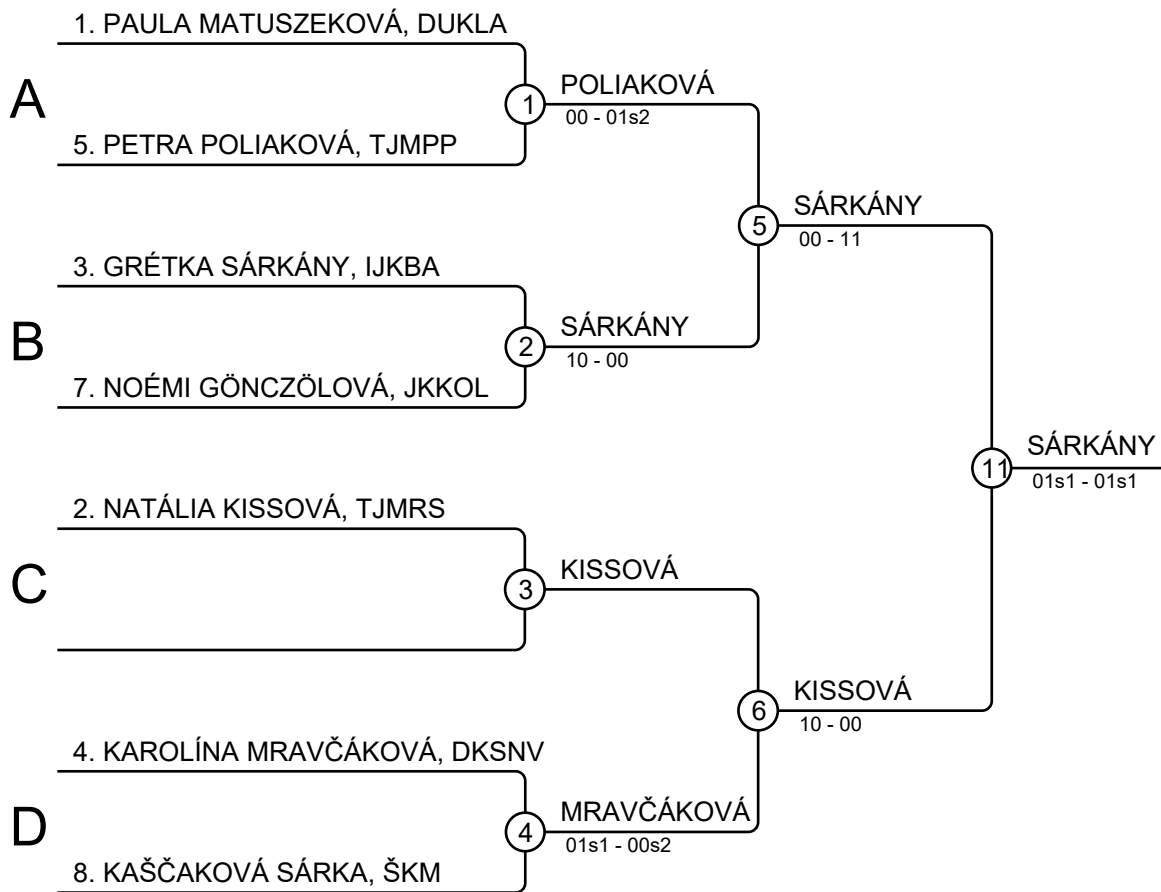 1. PAULA MATUSZEKOVÁ, DUKLA
A
1
POLIAKOVÁ
00 - 01s2
5. PETRA POLIAKOVÁ, TJMPP
5
SÁRKÁNY
00 - 11
3. GRÉTKA SÁRKÁNY, IJKBA
B
2
SÁRKÁNY
10 - 00
7. NOÉMI GÖNCZÖLOVÁ, JKKOL
11
SÁRKÁNY
01s1 - 01s1
2. NATÁLIA KISSOVÁ, TJMRS
C
3
KISSOVÁ
6
KISSOVÁ
10 - 00
4. KAROLÍNA MRAVČÁKOVÁ, DKSNV
D
4
MRAVČÁKOVÁ
01s1 - 00s2
8. KAŠČAKOVÁ SÁRKA, ŠKM